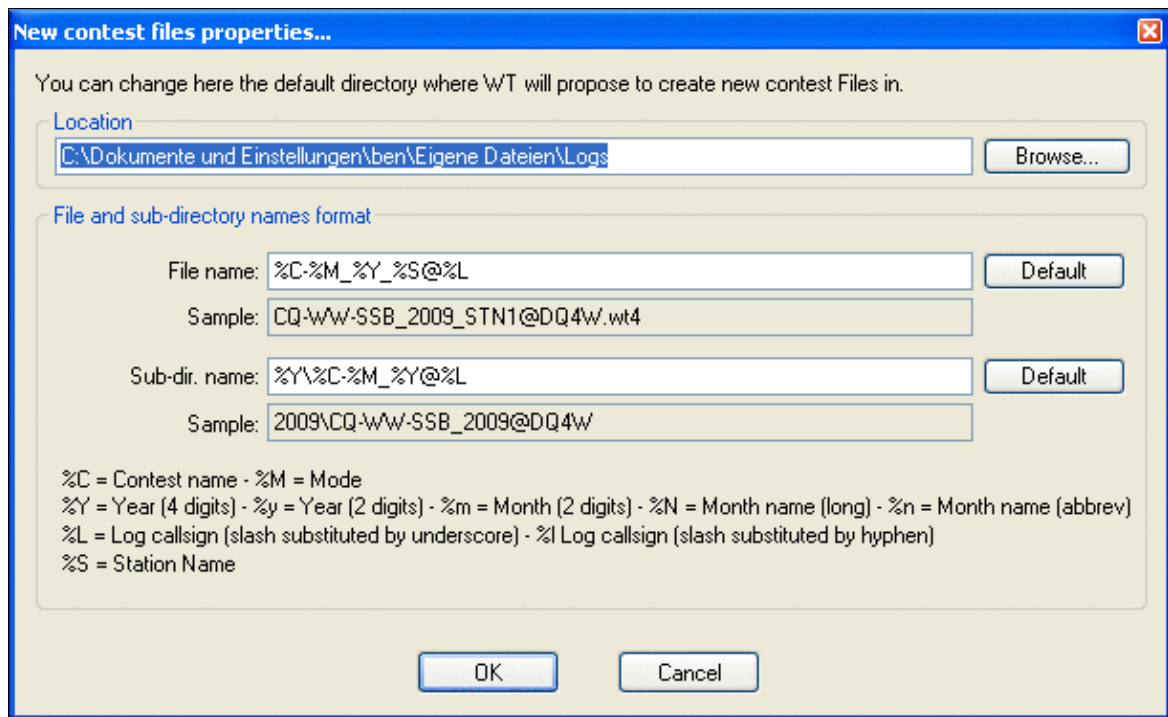 New contest files properties...
You can change here the default directory where WT will propose to create new contest Files in.
Location
C:\Dokumente und Einstellungen\ben\Eigene Dateien\Logs
Browse...
File and sub-directory names format
File name: %C-%M_%Y_%S@%L Default
Sample: CQ-WW-SSB_2009_STN1@DQ4W.wt4
Sub-dir. name: %Y\%C-%M_%Y@%L Default
Sample: 2009\CQ-WW-SSB_2009@DQ4W
%C = Contest name - %M = Mode
%Y = Year (4 digits) - %y = Year (2 digits) - %m = Month (2 digits) - %N = Month name (long) - %n = Month name (abbrev)
%L = Log callsign (slash substituted by underscore) - %l Log callsign (slash substituted by hyphen)
%S = Station Name
OK Cancel